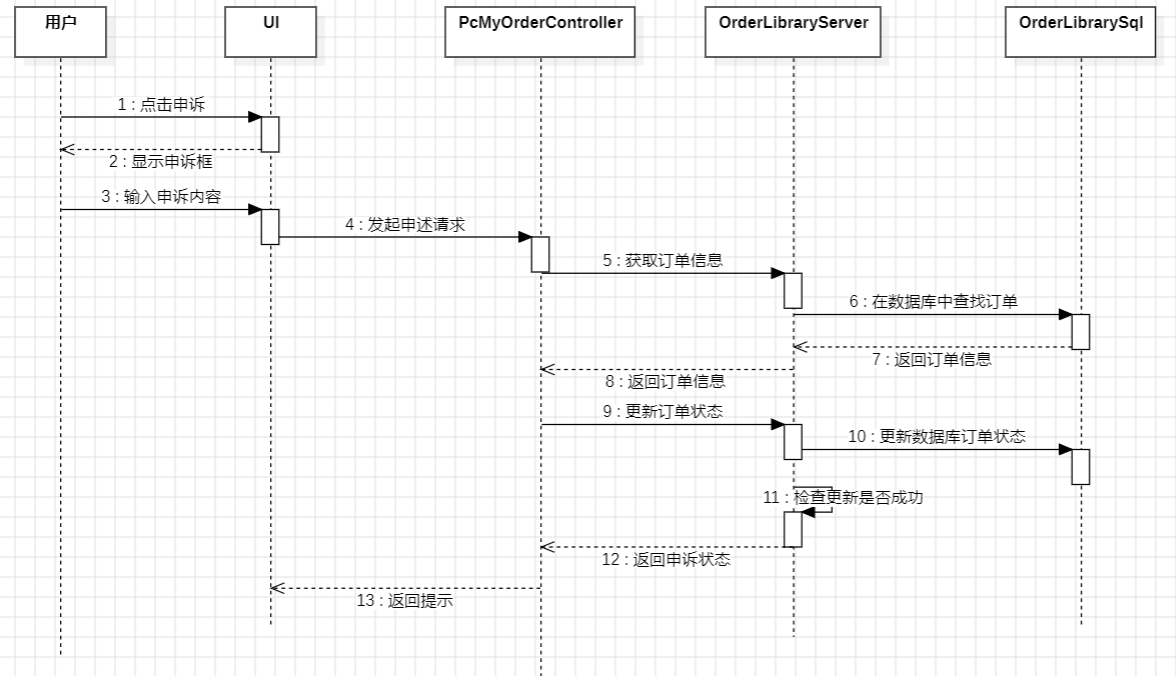 用户
UI
PcMyOrderController
OrderLibraryServer
OrderLibrarySql
1 : 点击申诉
2 : 显示申诉框
3 : 输入申诉内容
4 : 发起申述请求
5 : 获取订单信息
6 : 在数据库中查找订单
7 : 返回订单信息
8 : 返回订单信息
9 : 更新订单状态
10 : 更新数据库订单状态
11 : 检查更新是否成功
12 : 返回申诉状态
13 : 返回提示